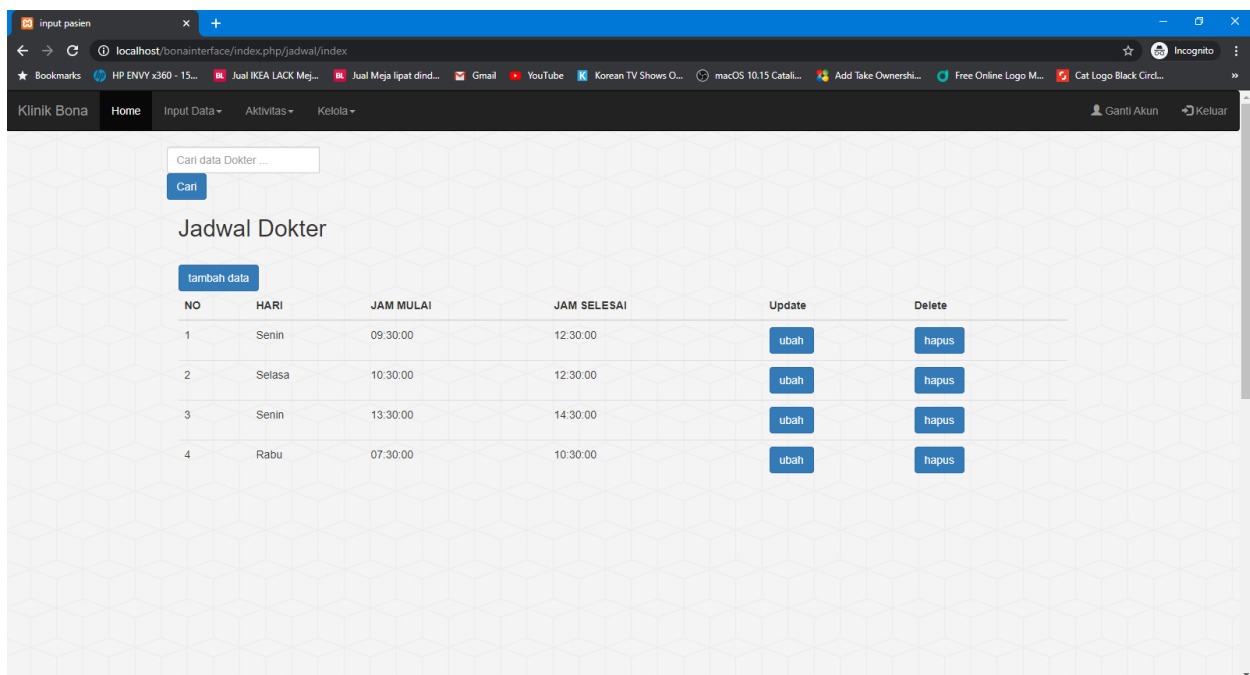 input pasien
localhost/bonainterface/index.php/jadwal/index
Incognito
Bookmarks HP ENVY x360 - 15... BL Jual IKEA LACK Mej... BL Jual Meja lipat dind... Gmail YouTube K Korean TV Shows O... macOS 10.15 Catali... Add Take Ownershi... Free Online Logo M... Cat Logo Black Circl... »
Klinik Bona Home Input Data Aktivitas Kelola Ganti Akun Keluar
Cari data Dokter ...
Cari
Jadwal Dokter
tambah data
NO HARI JAM MULAI JAM SELESAI Update Delete
1 Senin 09:30:00 12:30:00 ubah hapus
2 Selasa 10:30:00 12:30:00 ubah hapus
3 Senin 13:30:00 14:30:00 ubah hapus
4 Rabu 07:30:00 10:30:00 ubah hapus